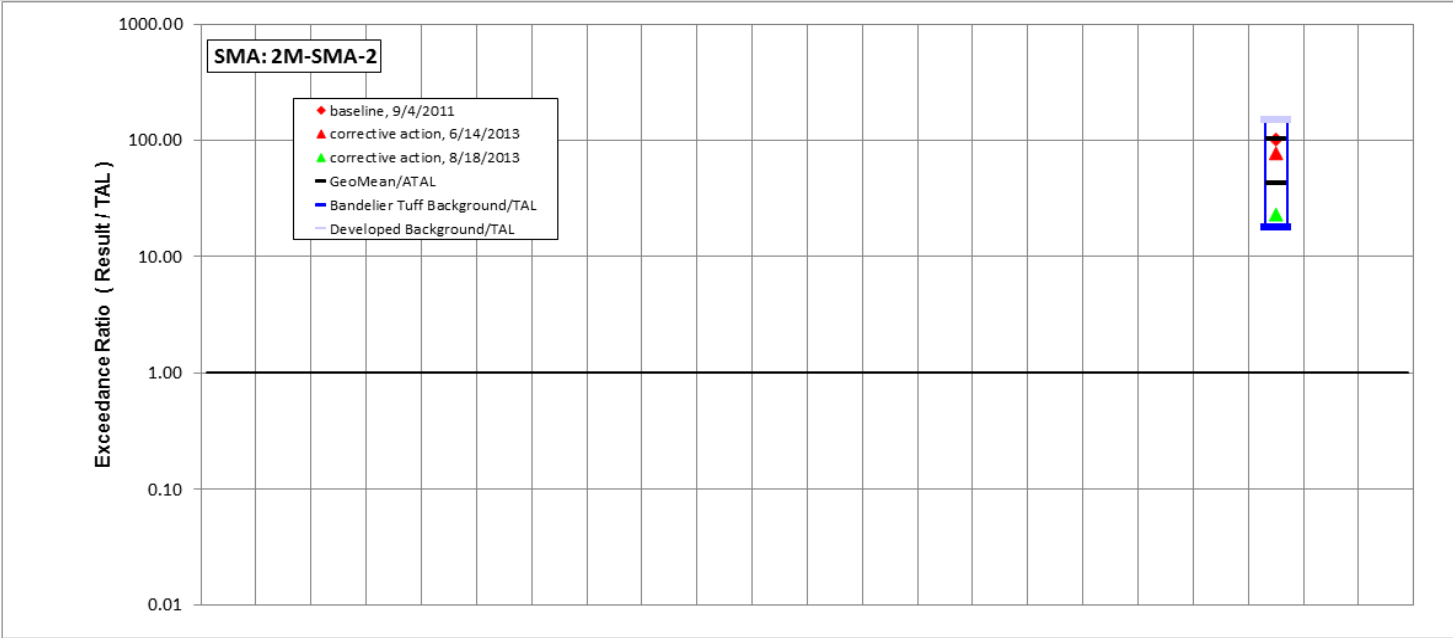 1000.00
SMA: 2M-SMA-2
baseline, 9/4/2011
corrective action, 6/14/2013
corrective action, 8/18/2013
GeoMean/ATAL
Bandelier Tuff Background/TAL
Developed Background/TAL
100.00
10.00
1.00
0.10
0.01
Exceedance Ratio ( Result / TAL )